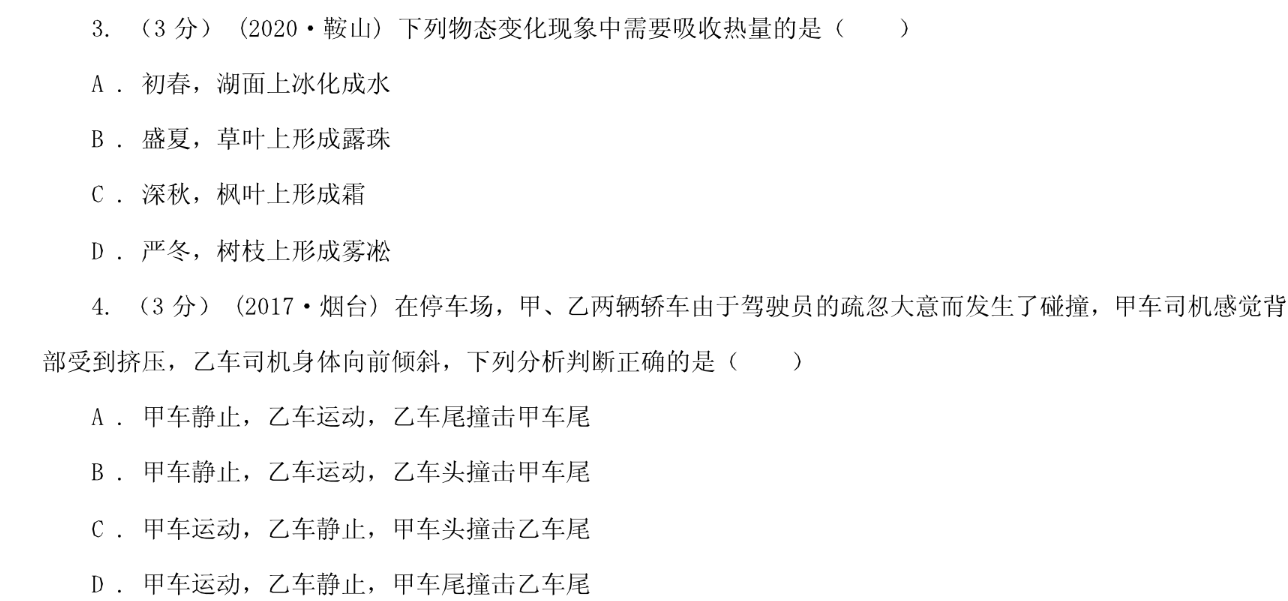 3. （3 分） (2020·鞍山) 下列物态变化现象中需要吸收热量的是（　　）
A . 初春，湖面上冰化成水
B . 盛夏，草叶上形成露珠
C . 深秋，枫叶上形成霜
D . 严冬，树枝上形成雾凇
4. （3 分） (2017·烟台) 在停车场，甲、乙两辆轿车由于驾驶员的疏忽大意而发生了碰撞，甲车司机感觉背
部受到挤压，乙车司机身体向前倾斜，下列分析判断正确的是（　　）
A . 甲车静止，乙车运动，乙车尾撞击甲车尾
B . 甲车静止，乙车运动，乙车头撞击甲车尾
C . 甲车运动，乙车静止，甲车头撞击乙车尾
D . 甲车运动，乙车静止，甲车尾撞击乙车尾